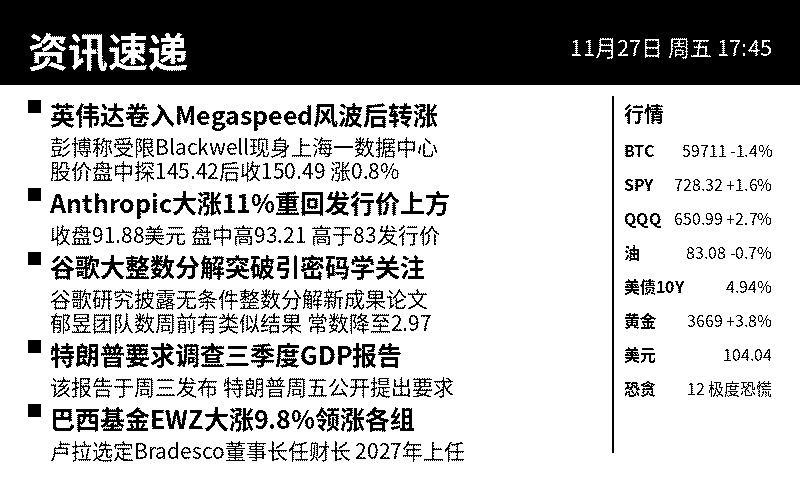 资讯速递
11月27日 周五 17:45
英伟达卷入Megaspeed风波后转涨
彭博称受限Blackwell现身上海一数据中心
股价盘中探145.42后收150.49 涨0.8%
Anthropic大涨11%重回发行价上方
收盘91.88美元 盘中高93.21 高于83发行价
谷歌大整数分解突破引密码学关注
谷歌研究披露无条件整数分解新成果论文
郁昱团队数周前有类似结果 常数降至2.97
特朗普要求调查三季度GDP报告
该报告于周三发布 特朗普周五公开提出要求
巴西基金EWZ大涨9.8%领涨各组
卢拉选定Bradesco董事长任财长 2027年上任
行情
BTC 59711 -1.4%
SPY 728.32 +1.6%
QQQ 650.99 +2.7%
油 83.08 -0.7%
美债10Y 4.94%
黄金 3669 +3.8%
美元 104.04
恐贪 12 极度恐慌